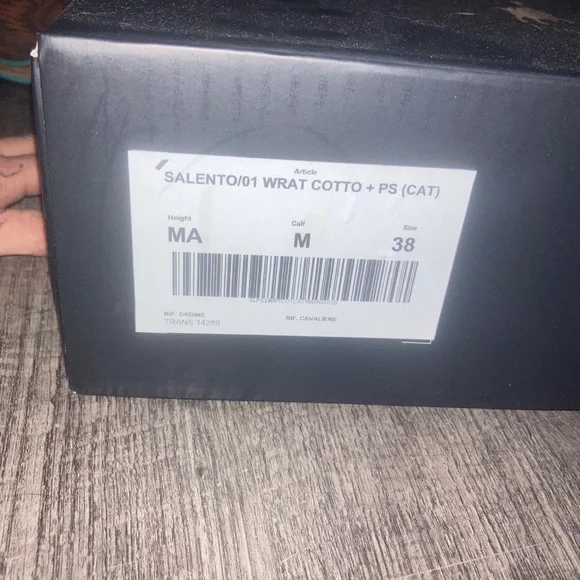 Article
SALENTO/01 WRAT COTTO + PS (CAT)
Height Calf Size
MA M 38
RIF. ORDINE RIF. CAVALIERE
TRANS 14289